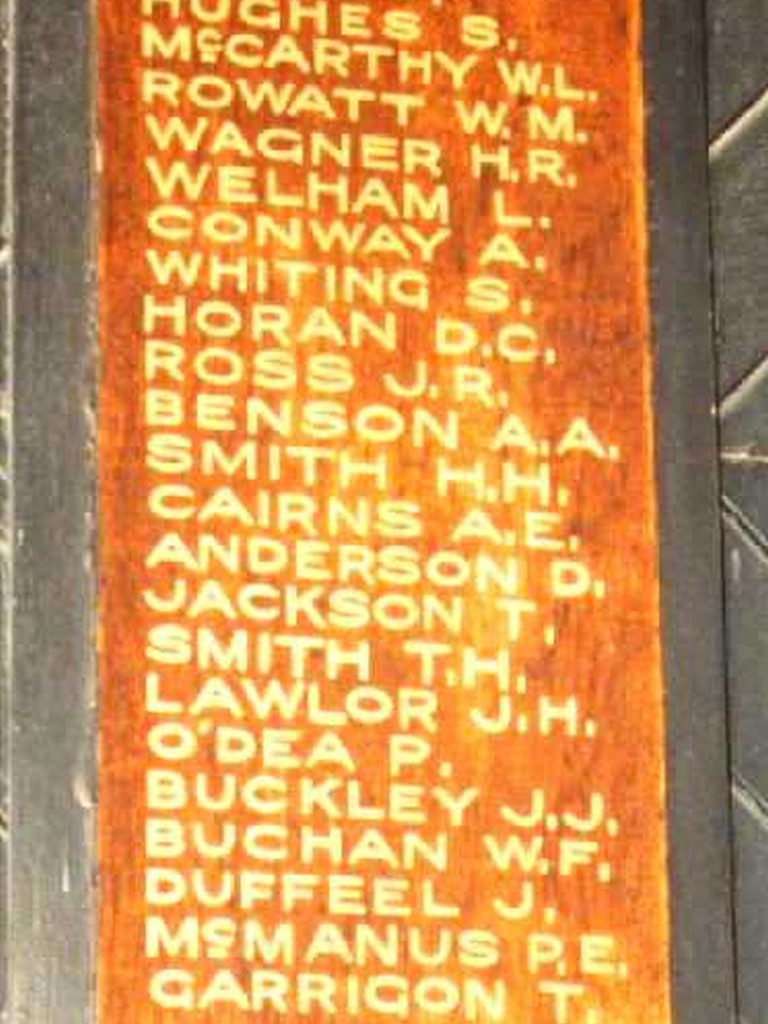 HUGHES S.
McCARTHY W.L.
ROWATT W.M.
WAGNER H.R.
WELHAM L.
CONWAY A.
WHITING S.
HORAN D.C.
ROSS J.R.
BENSON A.A.
SMITH H.H.
CAIRNS A.E.
ANDERSON D.
JACKSON T.
SMITH T.H.
LAWLOR J.H.
O'DEA P.
BUCKLEY J.J.
BUCHAN W.F.
DUFFEEL J.
McMANUS P.E.
GARRIGON T.